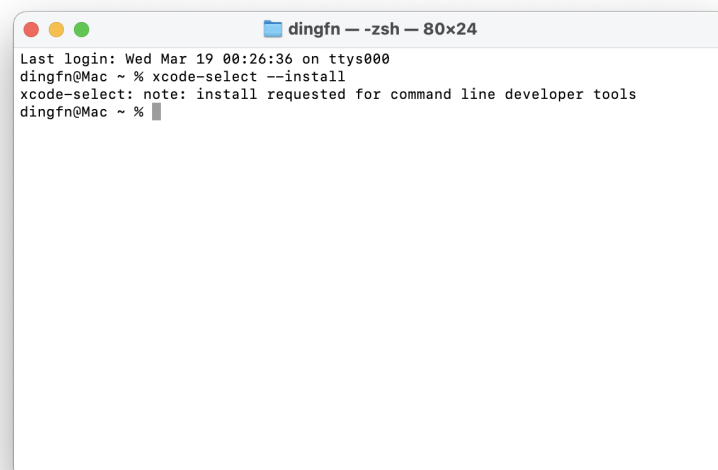 dingfn — -zsh — 80×24
Last login: Wed Mar 19 00:26:36 on ttys000
dingfn@Mac ~ % xcode-select --install
xcode-select: note: install requested for command line developer tools
dingfn@Mac ~ %